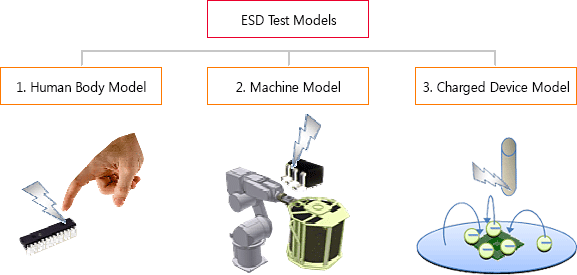 ESD Test Models
1. Human Body Model
2. Machine Model
3. Charged Device Model